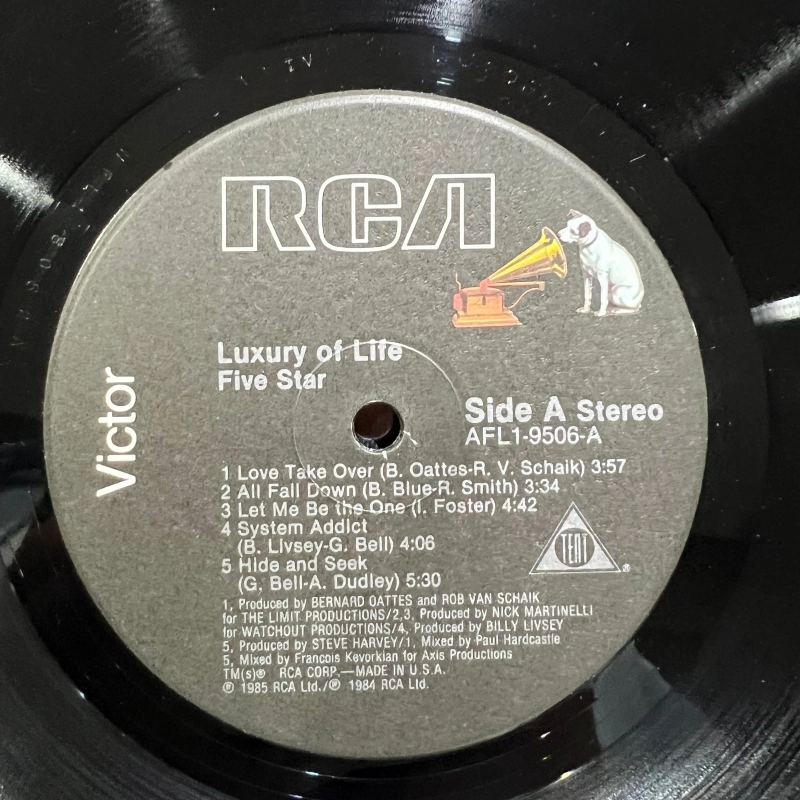 IV
RCA
Luxury of Life
Five Star
Victor
Side A Stereo
AFL1-9506-A
1 Love Take Over (B. Oattes-R. V. Schaik) 3:57
2 All Fall Down (B. Blue-R. Smith) 3:34
3 Let Me Be the One (I. Foster) 4:42
4 System Addict
(B. Livsey-G. Bell) 4:06
5 Hide and Seek
(G. Bell-A. Dudley) 5:30
TENT
®
1, Produced by BERNARD OATTES and ROB VAN SCHAIK
for THE LIMIT PRODUCTIONS/2,3, Produced by NICK MARTINELLI
for WATCHOUT PRODUCTIONS/4, Produced by BILLY LIVSEY
5, Produced by STEVE HARVEY/1, Mixed by Paul Hardcastle
5, Mixed by Francois Kevorkian for Axis Productions
TM(s)® RCA CORP.—MADE IN U.S.A.
℗ 1985 RCA Ltd./℗ 1984 RCA Ltd.